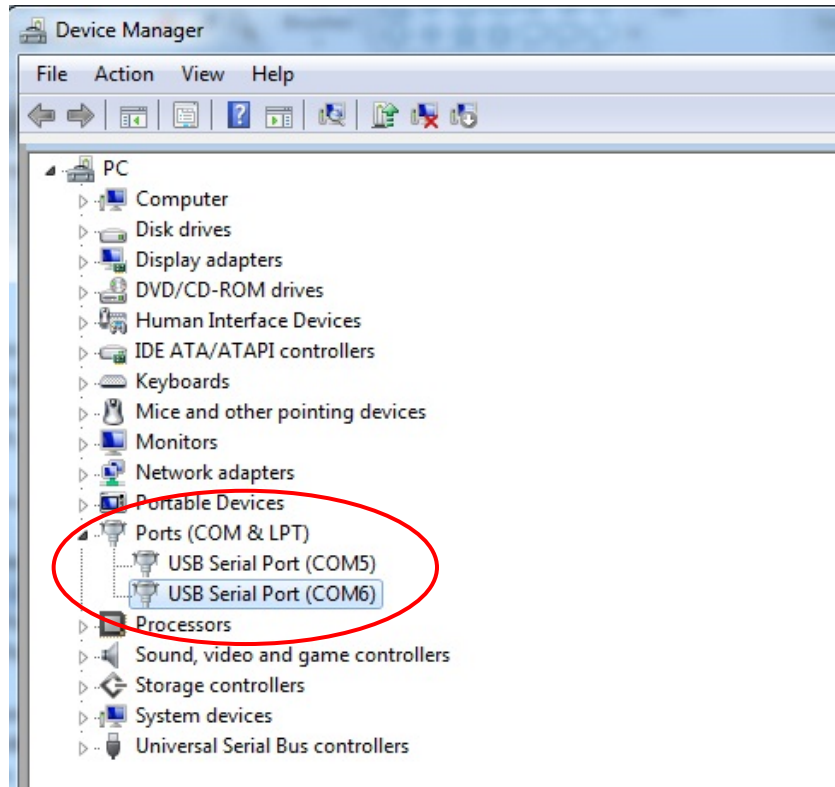 Device Manager
File Action View Help
PC
Computer
Disk drives
Display adapters
DVD/CD-ROM drives
Human Interface Devices
IDE ATA/ATAPI controllers
Keyboards
Mice and other pointing devices
Monitors
Network adapters
Portable Devices
Ports (COM & LPT)
USB Serial Port (COM5)
USB Serial Port (COM6)
Processors
Sound, video and game controllers
Storage controllers
System devices
Universal Serial Bus controllers